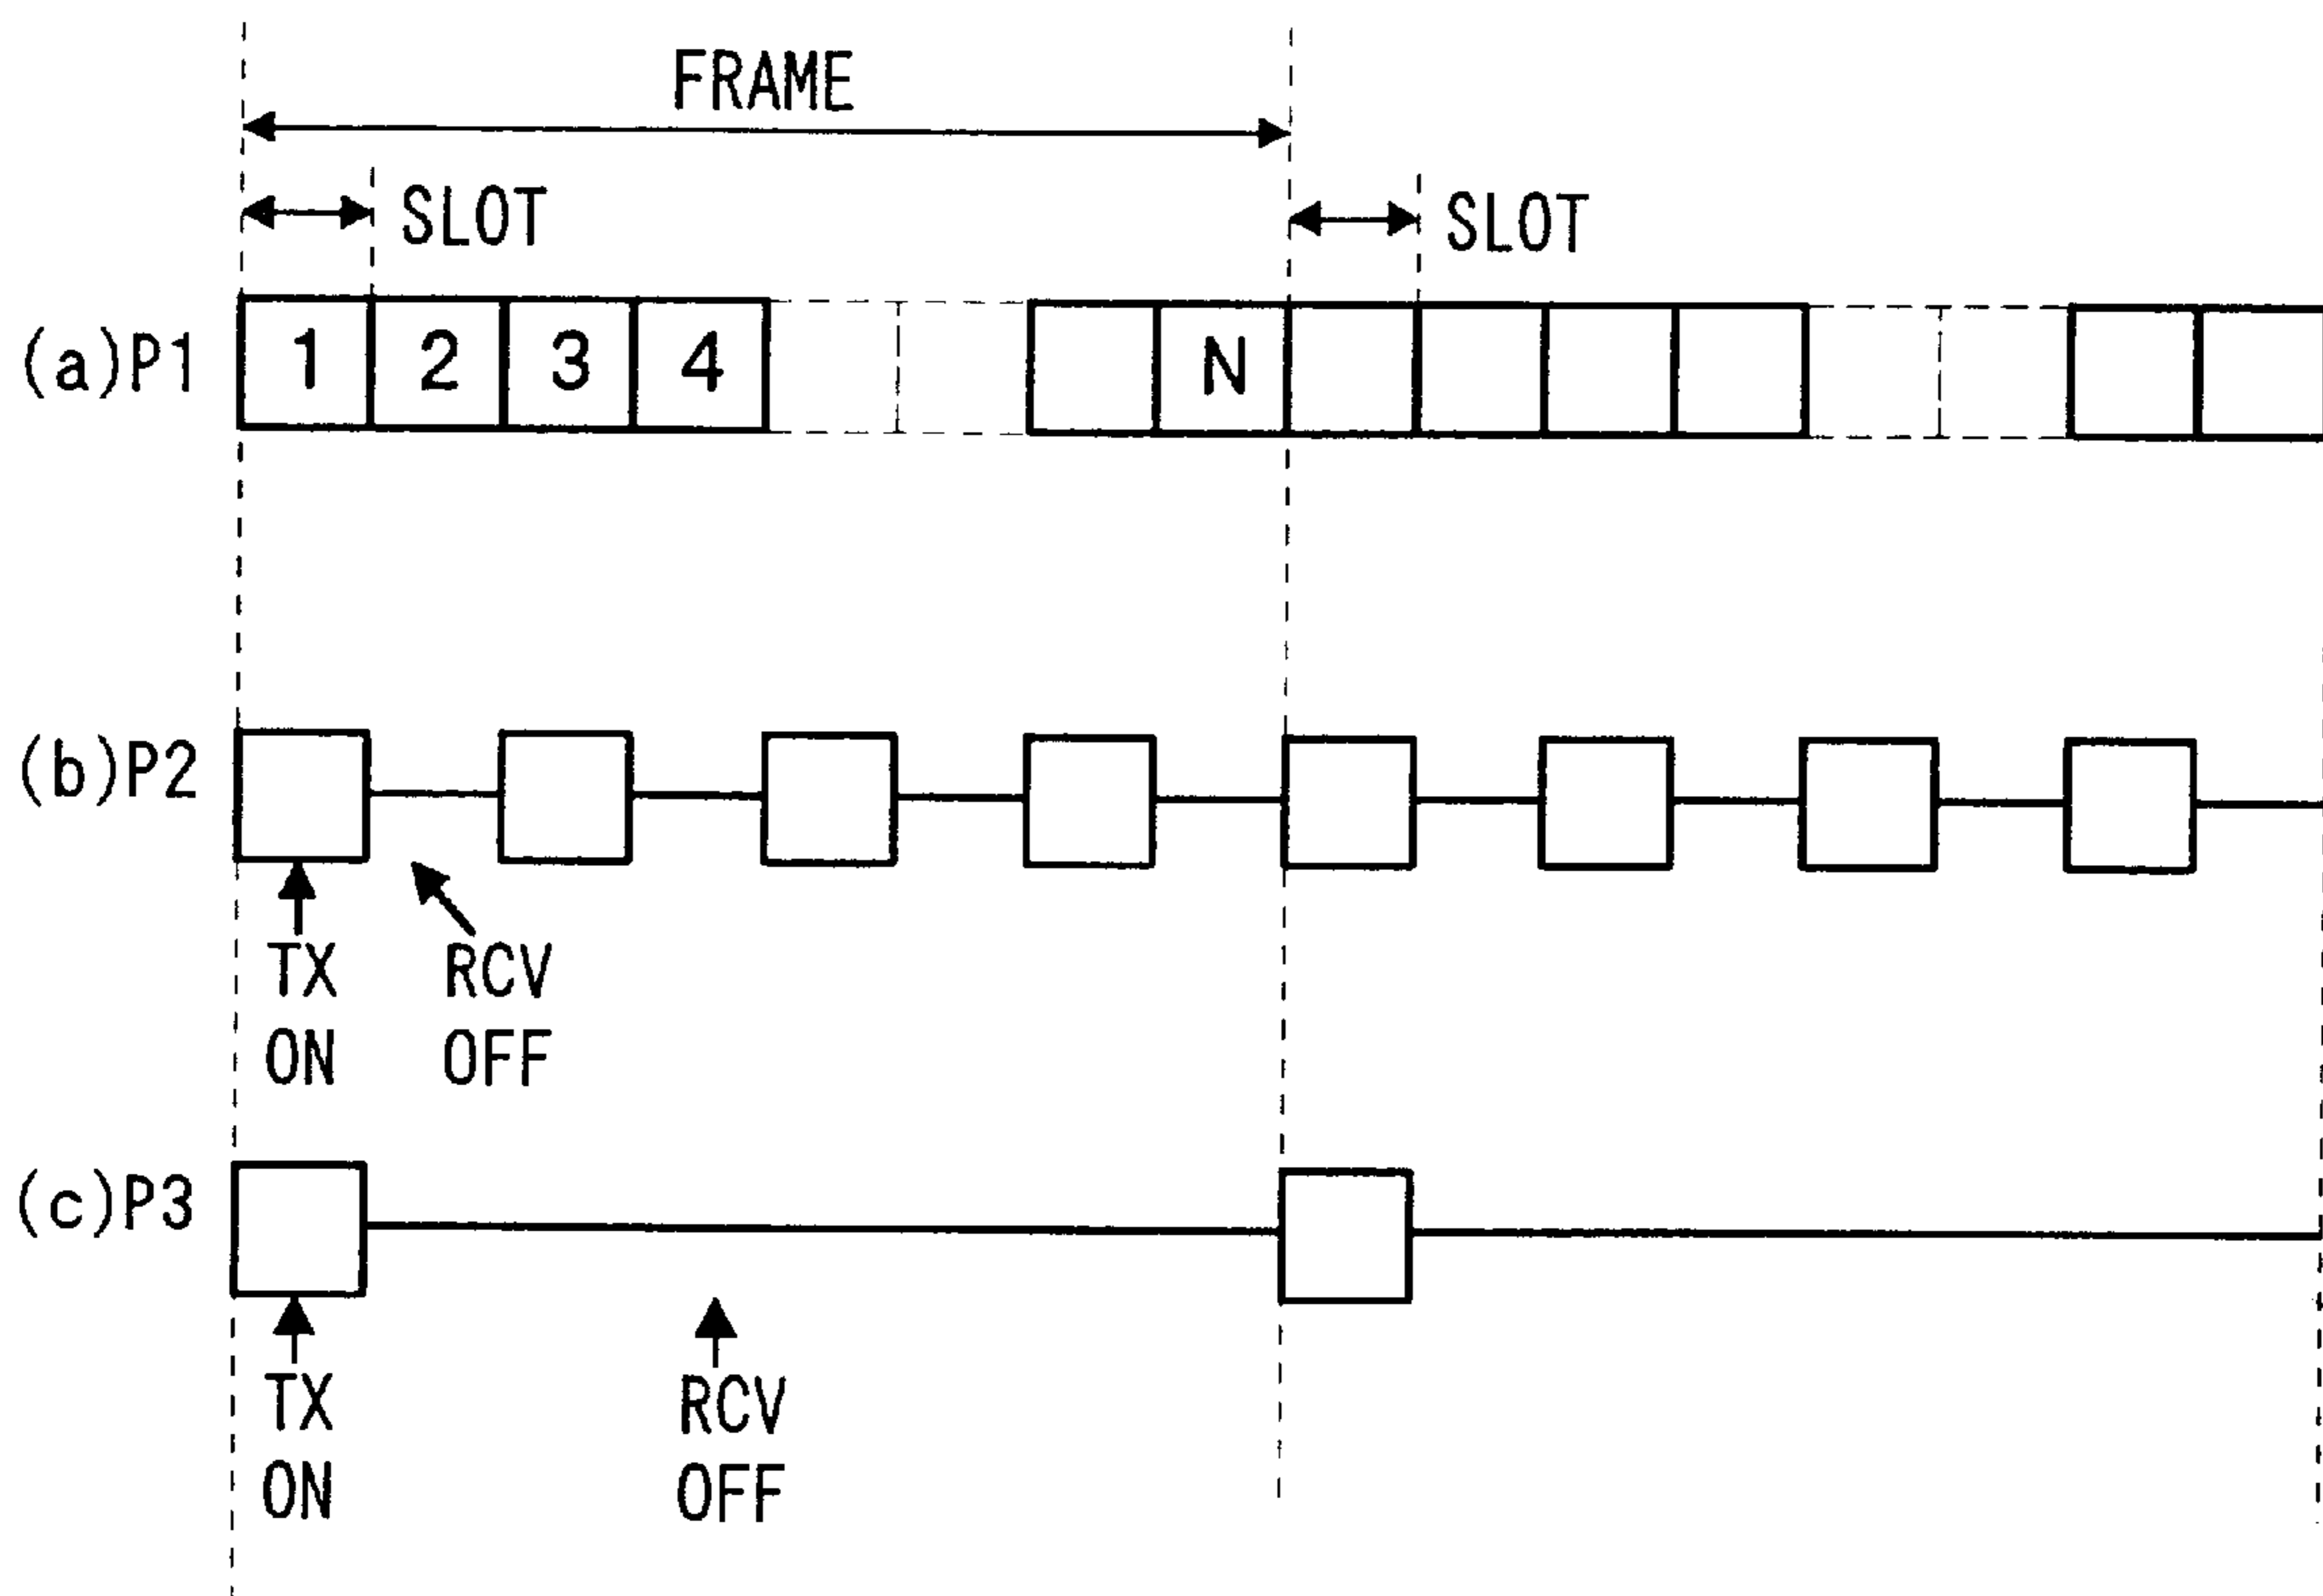 FRAME
SLOT
SLOT
(a)P1
1 2 3 4 N
(b)P2
TX
ON
RCV
OFF
(c)P3
TX
ON
RCV
OFF